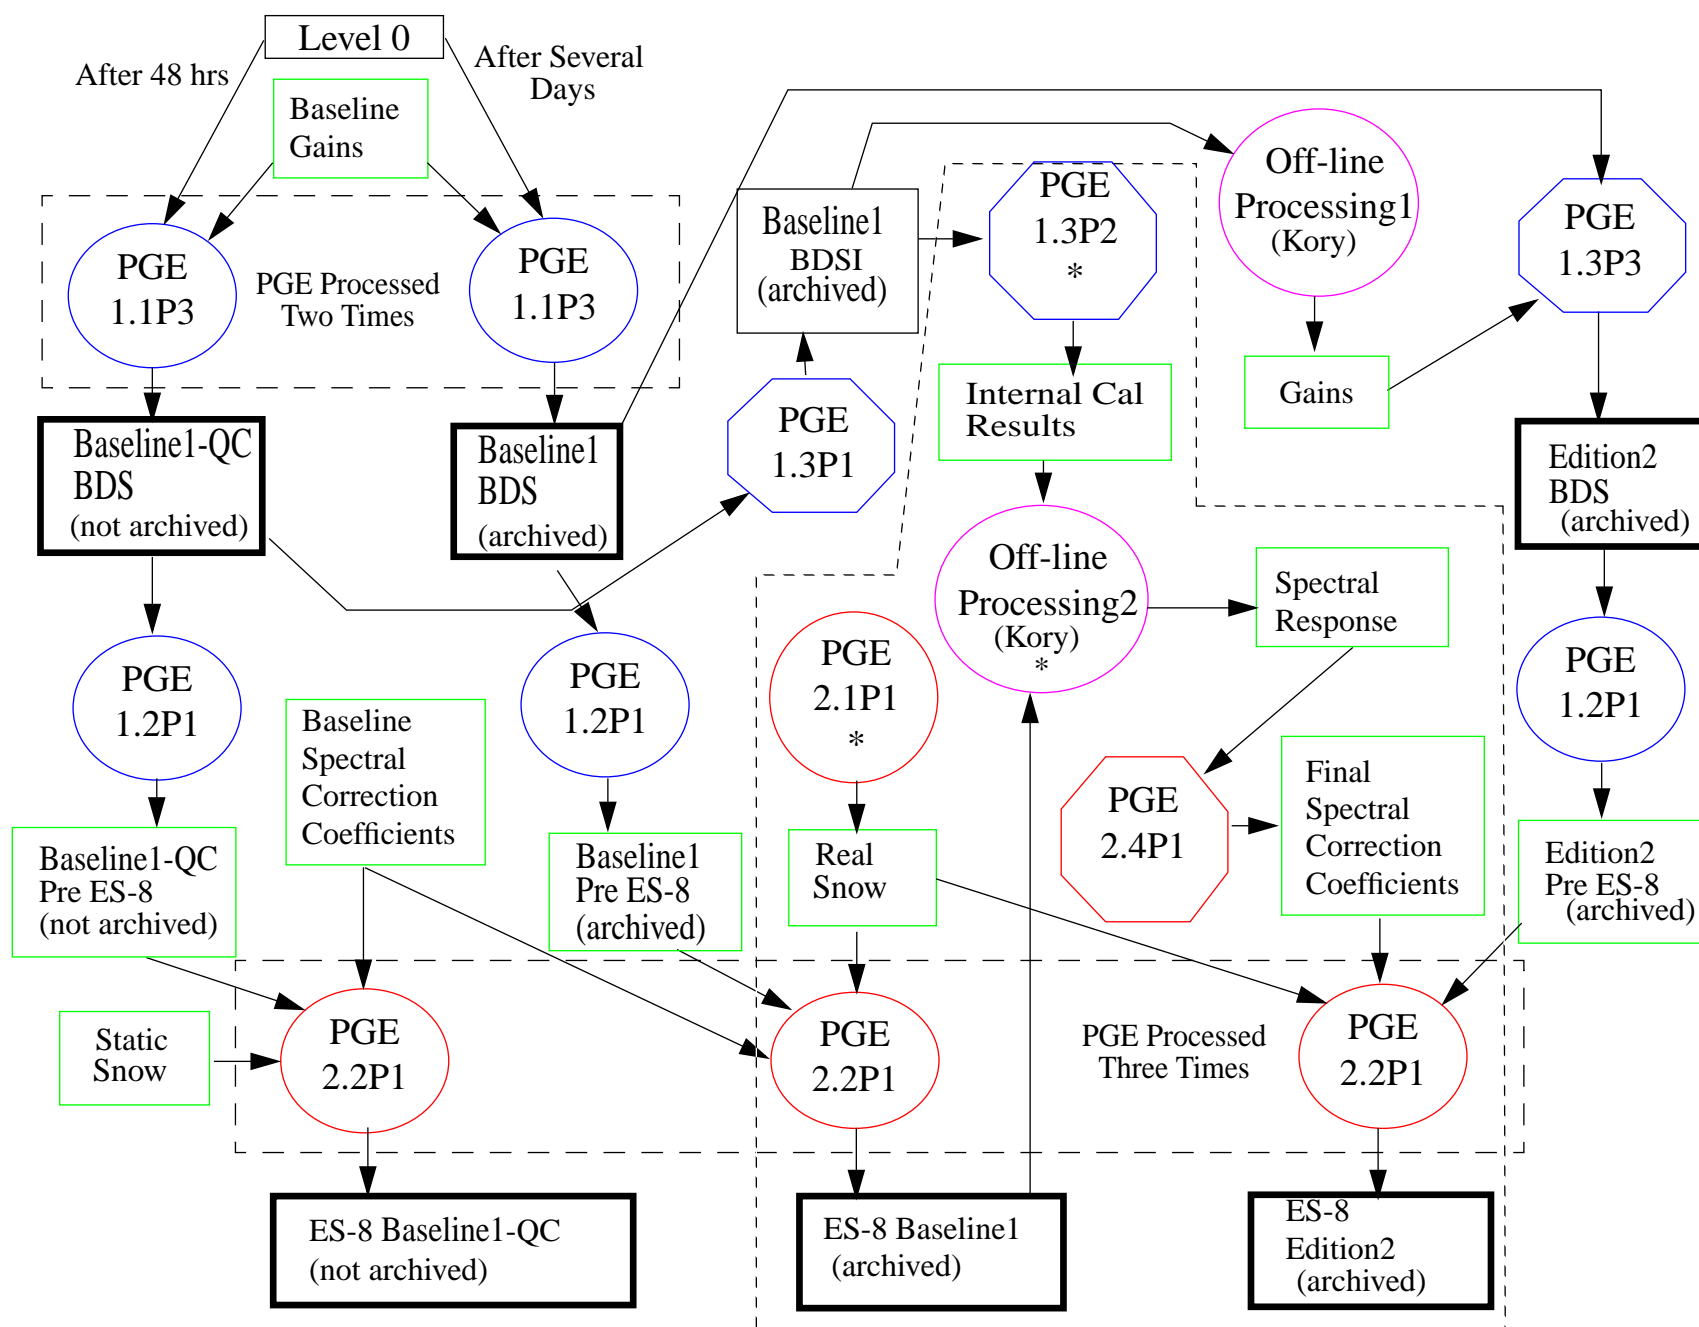 Level 0
After 48 hrs
After Several
Days
Baseline
Gains
PGE
1.1P3
PGE Processed
Two Times
PGE
1.1P3
Baseline1
BDSI
(archived)
PGE
1.3P2
*
Off-line
Processing1
(Kory)
PGE
1.3P3
Internal Cal
Results
Gains
PGE
1.3P1
Baseline1-QC
BDS
(not archived)
Baseline1
BDS
(archived)
Edition2
BDS
(archived)
Off-line
Processing2
(Kory)
*
Spectral
Response
PGE
1.2P1
Baseline
Spectral
Correction
Coefficients
PGE
1.2P1
PGE
2.1P1
*
PGE
1.2P1
PGE
2.4P1
Final
Spectral
Correction
Coefficients
Baseline1-QC
Pre ES-8
(not archived)
Baseline1
Pre ES-8
(archived)
Real
Snow
Edition2
Pre ES-8
(archived)
Static
Snow
PGE
2.2P1
PGE
2.2P1
PGE Processed
Three Times
PGE
2.2P1
ES-8 Baseline1-QC
(not archived)
ES-8 Baseline1
(archived)
ES-8
Edition2
(archived)